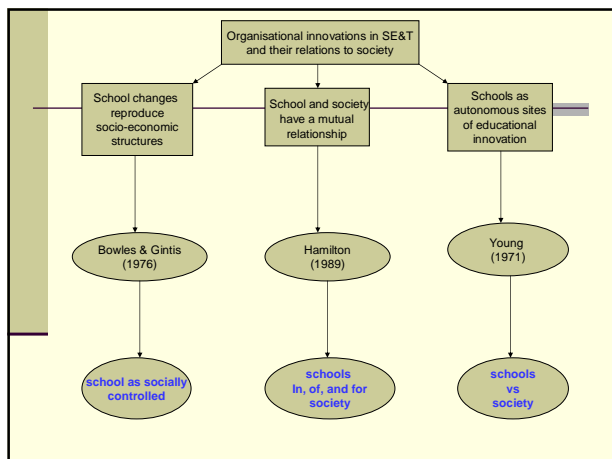 Organisational innovations in SE&T
and their relations to society
School changes
reproduce
socio-economic
structures
School and society
have a mutual
relationship
Schools as
autonomous sites
of educational
innovation
Bowles & Gintis
(1976)
Hamilton
(1989)
Young
(1971)
school as socially
controlled
schools
In, of, and for
society
schools
vs
society